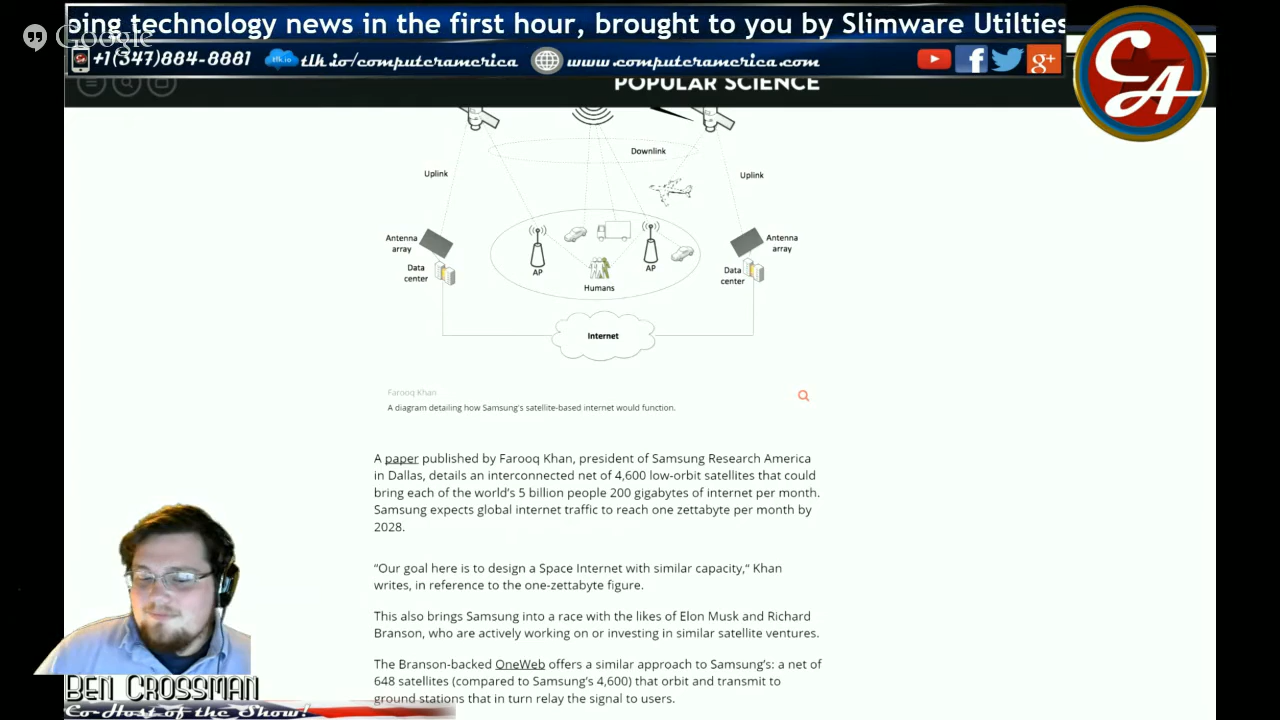 ping technology news in the first hour, brought to you by Slimware Utilties
Google
+1(347)884-8881
tlk.io/computeramerica
www.computeramerica.com
g+
CA
POPULAR SCIENCE
Downlink
Uplink
Uplink
Antenna
array
Antenna
array
AP
AP
Data
center
Data
center
Humans
Internet
Farooq Khan
A diagram detailing how Samsung's satellite-based internet would function.
A paper published by Farooq Khan, president of Samsung Research America
in Dallas, details an interconnected net of 4,600 low-orbit satellites that could
bring each of the world's 5 billion people 200 gigabytes of internet per month.
Samsung expects global internet traffic to reach one zettabyte per month by
2028.
"Our goal here is to design a Space Internet with similar capacity," Khan
writes, in reference to the one-zettabyte figure.
This also brings Samsung into a race with the likes of Elon Musk and Richard
Branson, who are actively working on or investing in similar satellite ventures.
The Branson-backed OneWeb offers a similar approach to Samsung's: a net of
648 satellites (compared to Samsung's 4,600) that orbit and transmit to
ground stations that in turn relay the signal to users.
Ben Crossman
Co-Host of the Show!